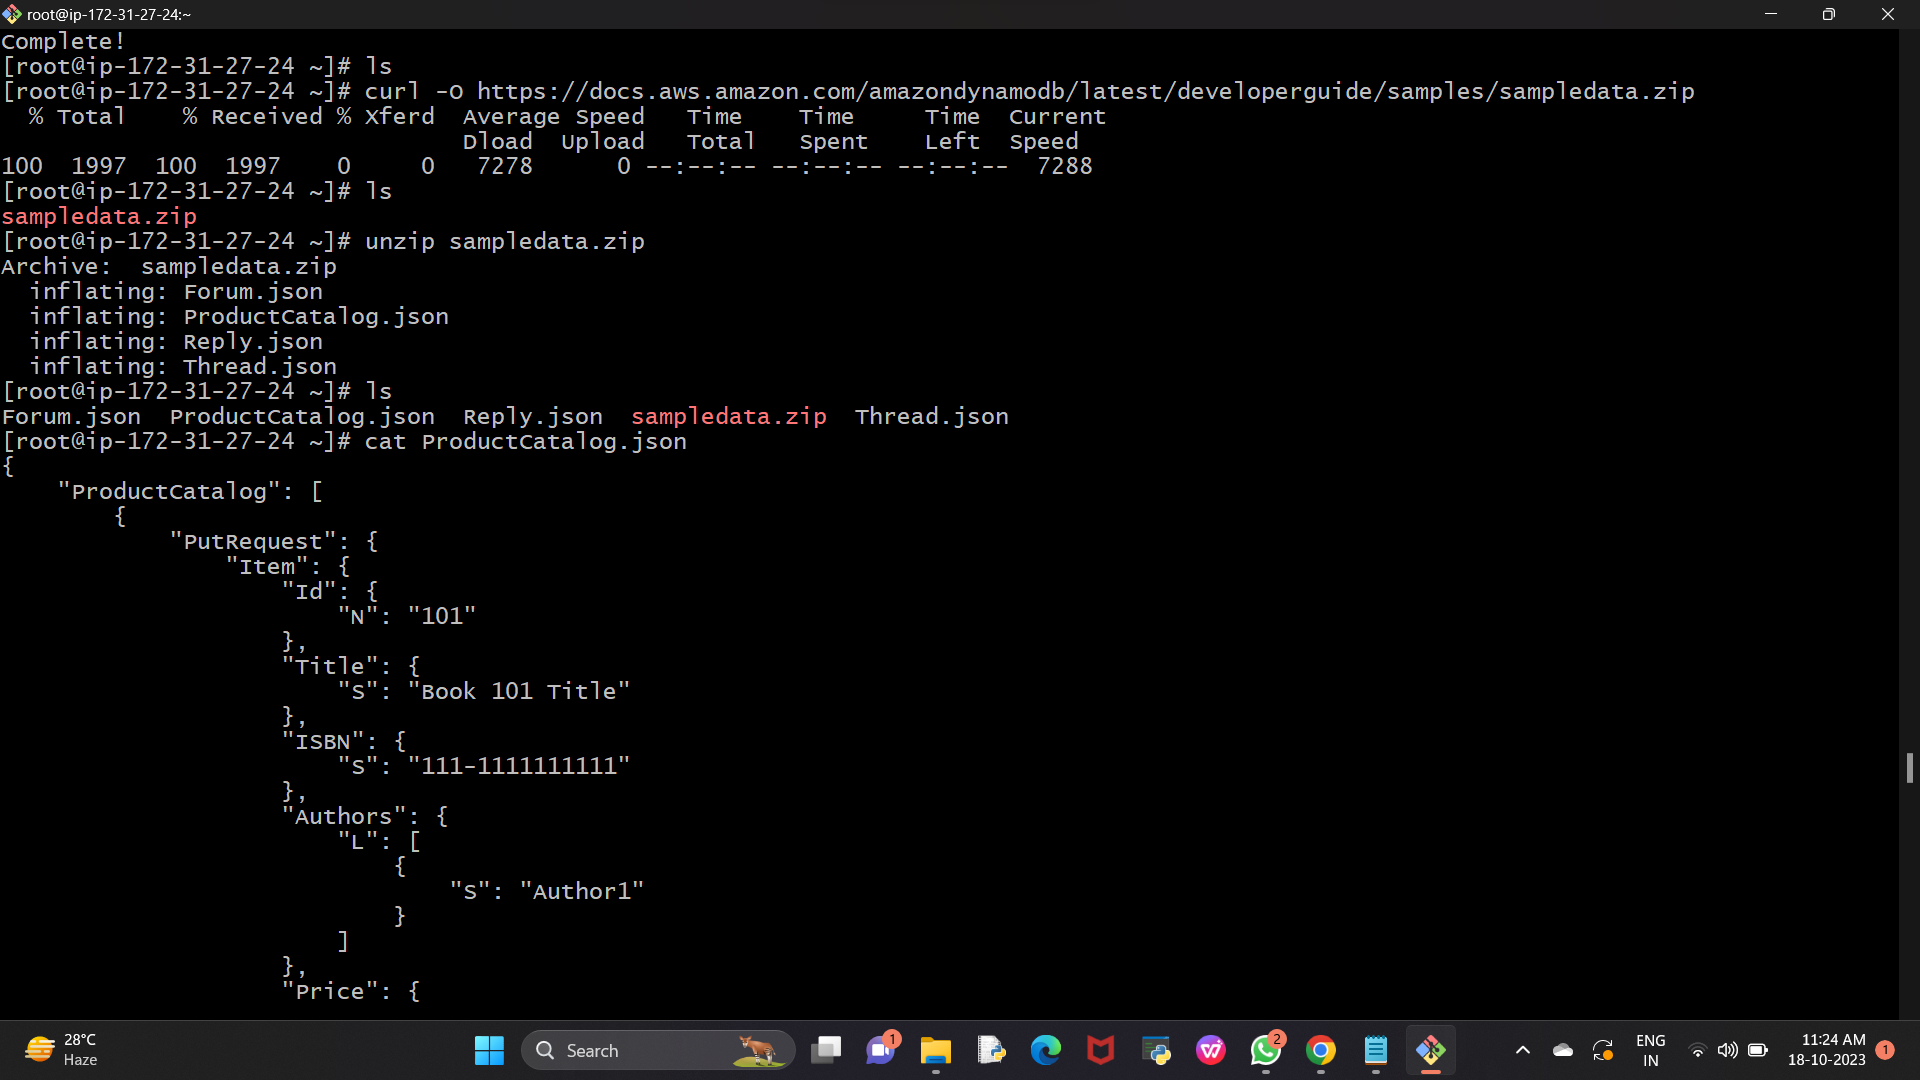 root@ip-172-31-27-24:~
Complete!
[root@ip-172-31-27-24 ~]# ls
[root@ip-172-31-27-24 ~]# curl -O https://docs.aws.amazon.com/amazondynamodb/latest/developerguide/samples/sampledata.zip
  % Total    % Received % Xferd  Average Speed   Time    Time     Time  Current
                                 Dload  Upload   Total   Spent    Left  Speed
100  1997  100  1997    0     0   7278      0 --:--:-- --:--:-- --:--:--  7288
[root@ip-172-31-27-24 ~]# ls
sampledata.zip
[root@ip-172-31-27-24 ~]# unzip sampledata.zip
Archive:  sampledata.zip
  inflating: Forum.json
  inflating: ProductCatalog.json
  inflating: Reply.json
  inflating: Thread.json
[root@ip-172-31-27-24 ~]# ls
Forum.json  ProductCatalog.json  Reply.json  sampledata.zip  Thread.json
[root@ip-172-31-27-24 ~]# cat ProductCatalog.json
{
    "ProductCatalog": [
        {
            "PutRequest": {
                "Item": {
                    "Id": {
                        "N": "101"
                    },
                    "Title": {
                        "S": "Book 101 Title"
                    },
                    "ISBN": {
                        "S": "111-1111111111"
                    },
                    "Authors": {
                        "L": [
                            {
                                "S": "Author1"
                            }
                        ]
                    },
                    "Price": {
28°C
Haze
Search
1
2
ENG
IN
11:24 AM
18-10-2023
1